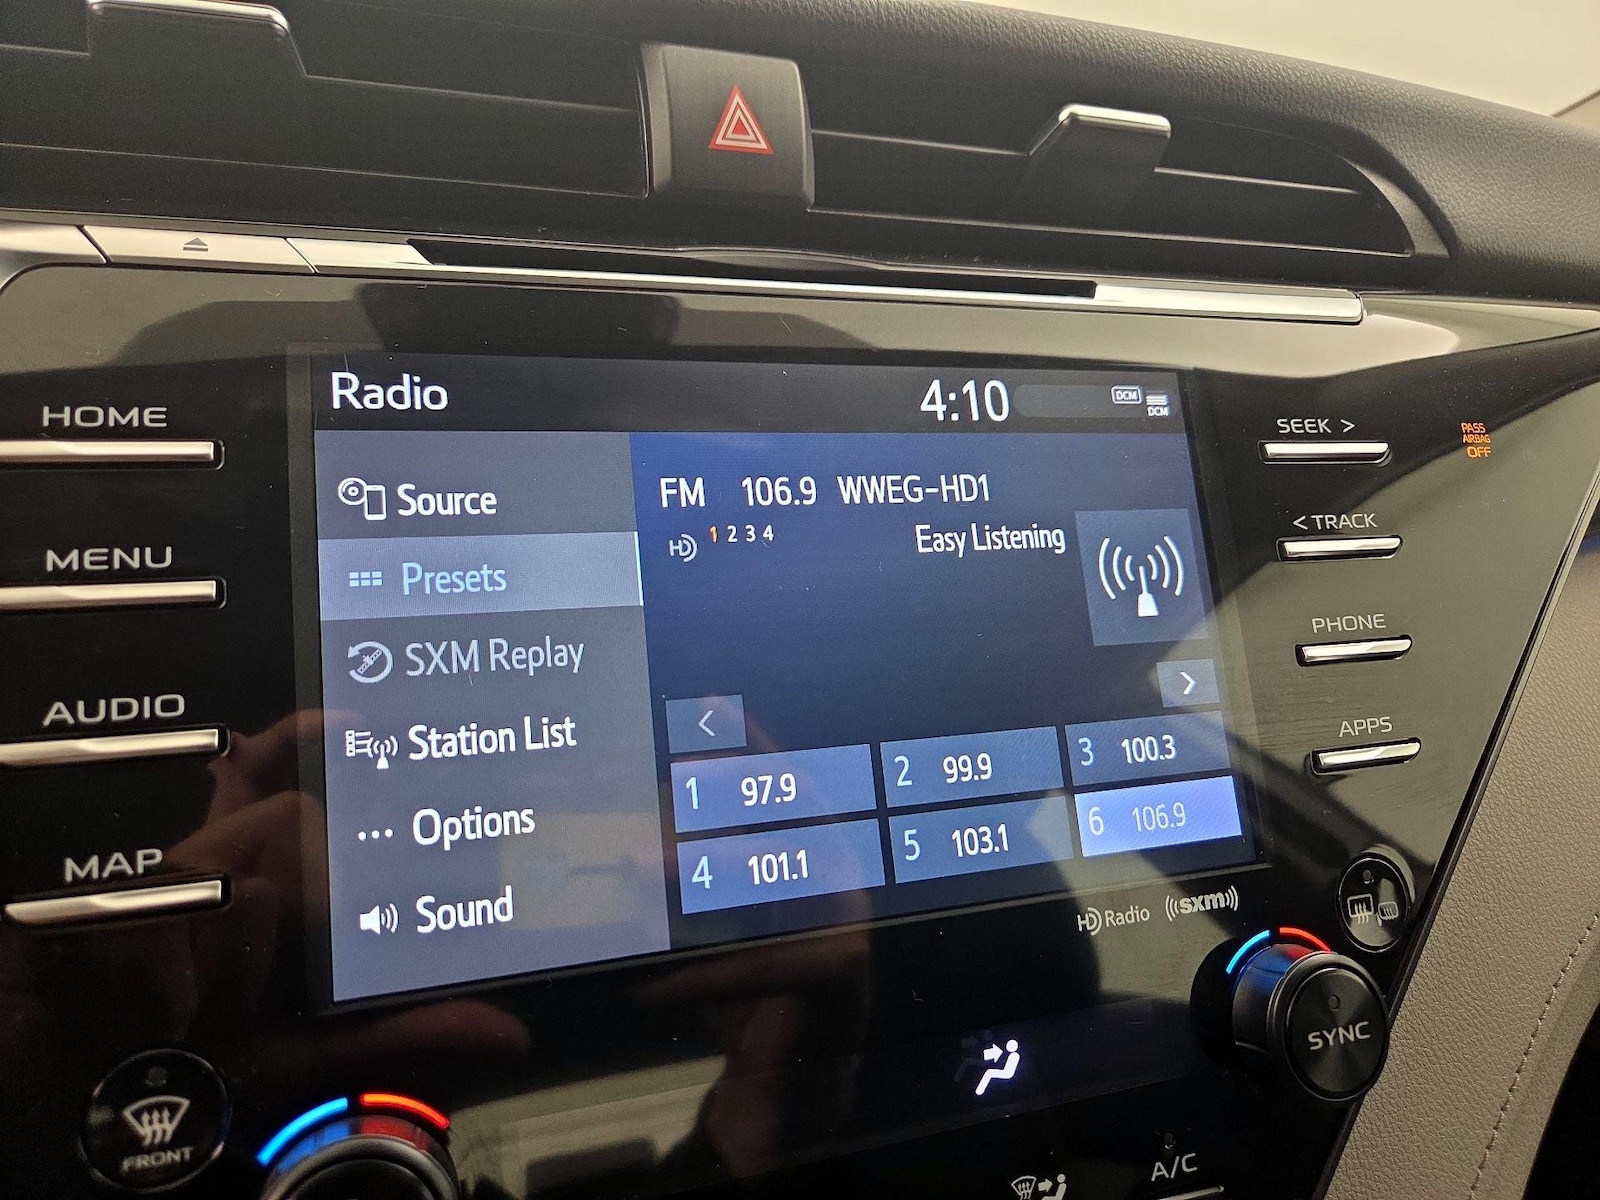 HOME
MENU
AUDIO
MAP
FRONT
Radio
4:10
DCM
DCM
Source
Presets
SXM Replay
Station List
Options
Sound
FM 106.9 WWEG-HD1
HD 1 2 3 4
Easy Listening
<
>
1 97.9
2 99.9
3 100.3
4 101.1
5 103.1
6 106.9
HD Radio
((sxm))
SEEK >
< TRACK
PHONE
APPS
PASS
AIRBAG
OFF
SYNC
A/C